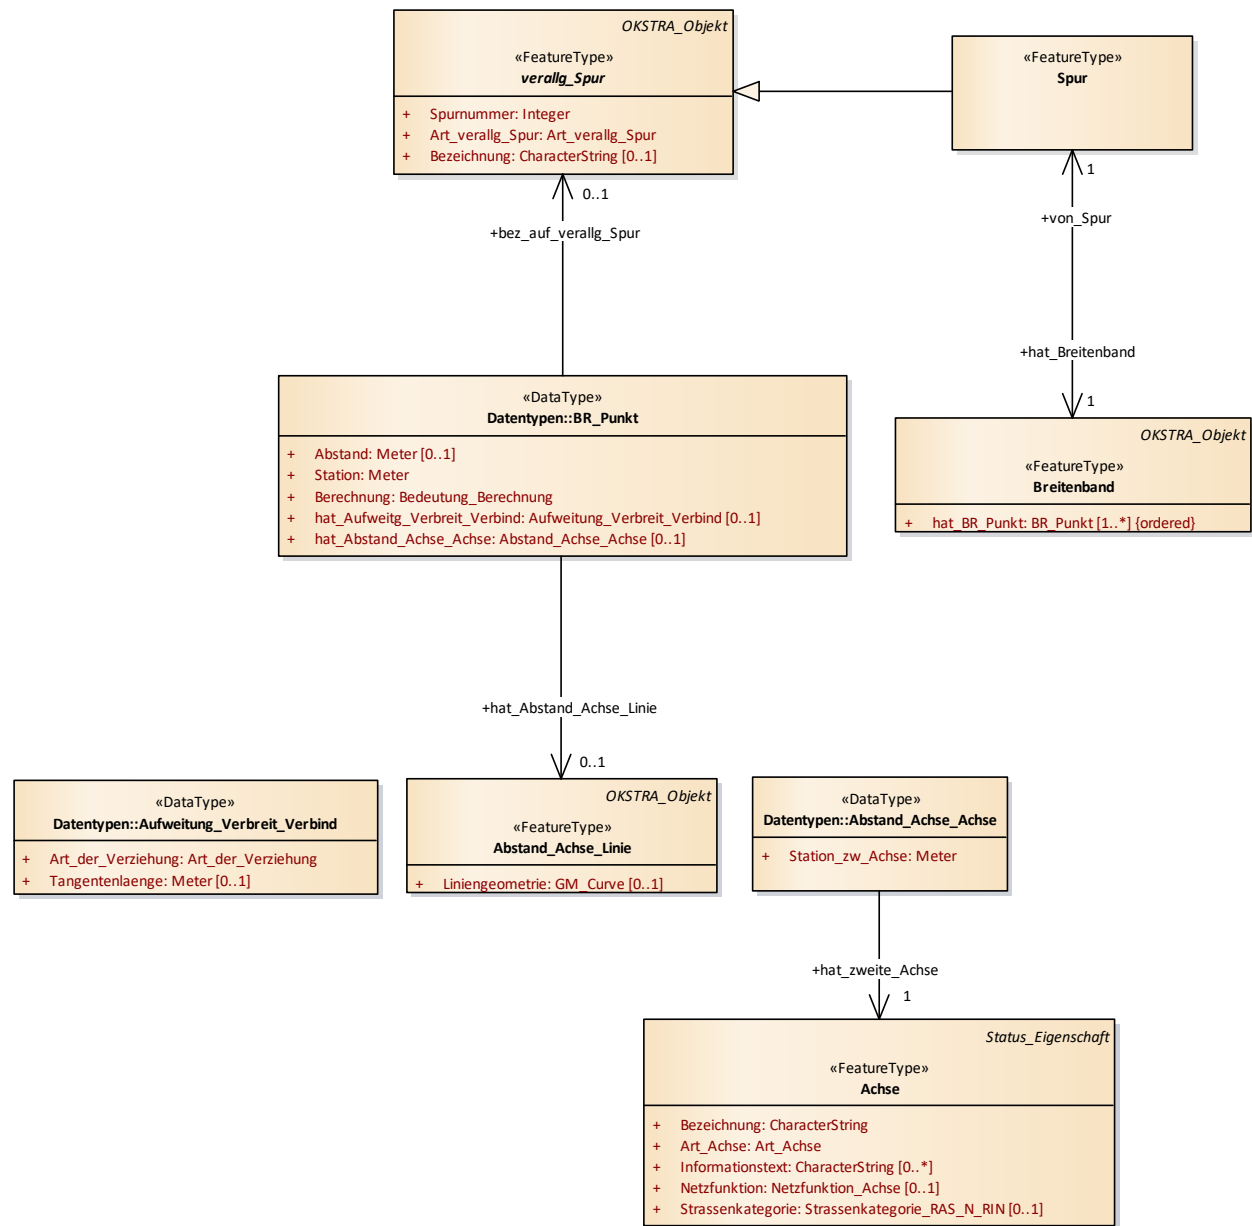 OKSTRA_Objekt
«FeatureType»
verallg_Spur
+ Spurnummer: Integer
+ Art_verallg_Spur: Art_verallg_Spur
+ Bezeichnung: CharacterString [0..1]
«FeatureType»
Spur
0..1
+bez_auf_verallg_Spur
1
+von_Spur
+hat_Breitenband
1
«DataType»
Datentypen::BR_Punkt
+ Abstand: Meter [0..1]
+ Station: Meter
+ Berechnung: Bedeutung_Berechnung
+ hat_Aufweitg_Verbreit_Verbind: Aufweitung_Verbreit_Verbind [0..1]
+ hat_Abstand_Achse_Achse: Abstand_Achse_Achse [0..1]
OKSTRA_Objekt
«FeatureType»
Breitenband
+ hat_BR_Punkt: BR_Punkt [1..*] {ordered}
+hat_Abstand_Achse_Linie
0..1
«DataType»
Datentypen::Aufweitung_Verbreit_Verbind
+ Art_der_Verziehung: Art_der_Verziehung
+ Tangentenlaenge: Meter [0..1]
OKSTRA_Objekt
«FeatureType»
Abstand_Achse_Linie
+ Liniengeometrie: GM_Curve [0..1]
«DataType»
Datentypen::Abstand_Achse_Achse
+ Station_zw_Achse: Meter
+hat_zweite_Achse
1
Status_Eigenschaft
«FeatureType»
Achse
+ Bezeichnung: CharacterString
+ Art_Achse: Art_Achse
+ Informationstext: CharacterString [0..*]
+ Netzfunktion: Netzfunktion_Achse [0..1]
+ Strassenkategorie: Strassenkategorie_RAS_N_RIN [0..1]